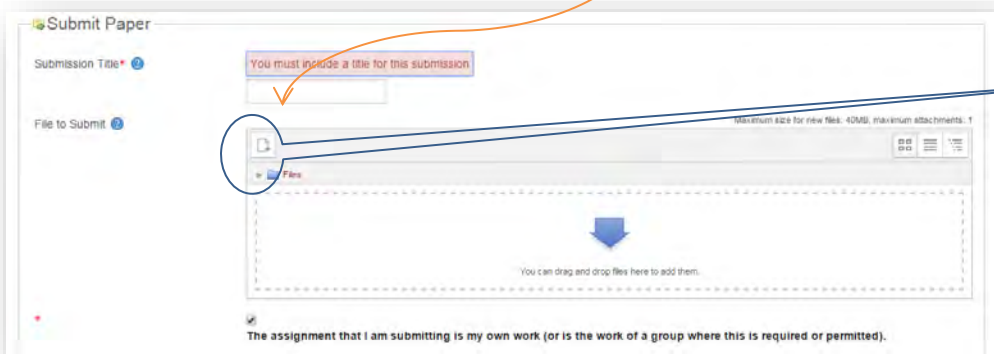 Submit Paper
Submission Title*
You must include a title for this submission
File to Submit
Maximum size for new files: 40MB, maximum attachments: 1
Files
You can drag and drop files here to add them.
*
The assignment that I am submitting is my own work (or is the work of a group where this is required or permitted).